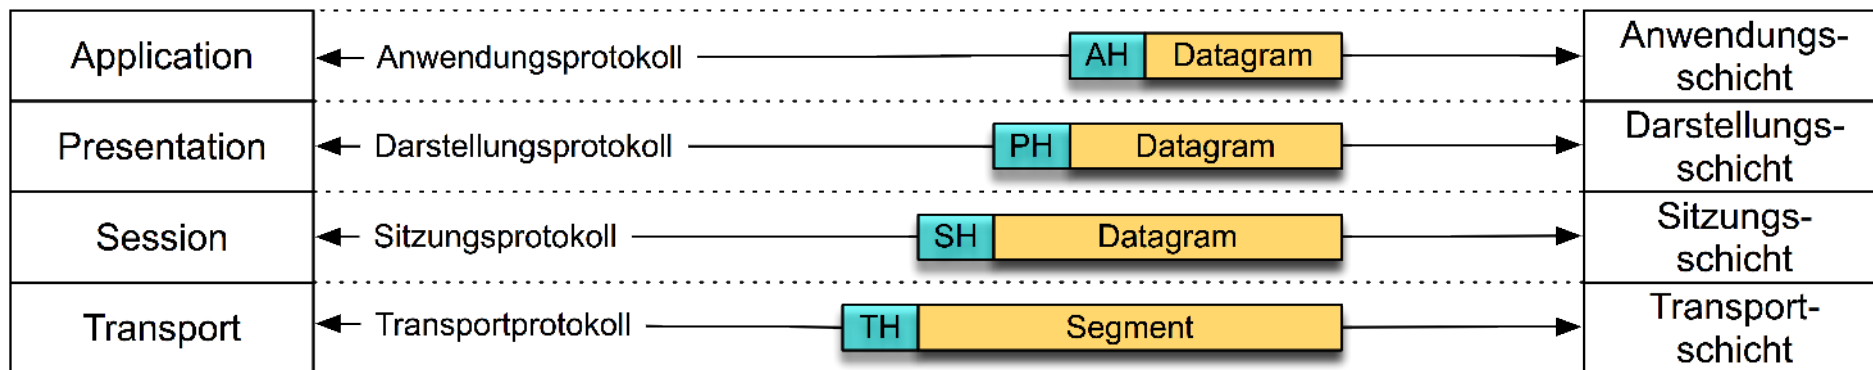 Application
Anwendungsprotokoll
AH
Datagram
Anwendungs-
schicht
Presentation
Darstellungsprotokoll
PH
Datagram
Darstellungs-
schicht
Session
Sitzungsprotokoll
SH
Datagram
Sitzungs-
schicht
Transport
Transportprotokoll
TH
Segment
Transport-
schicht